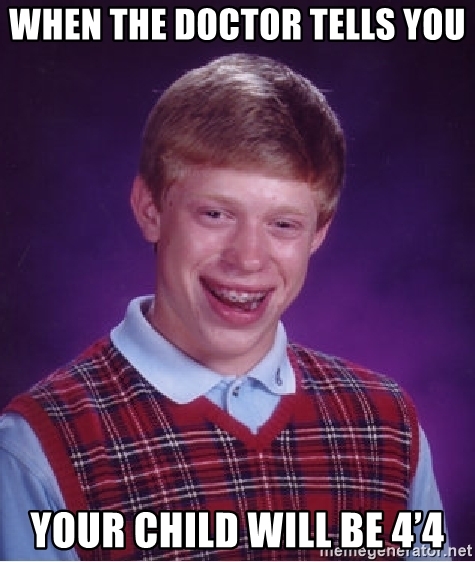 WHEN THE DOCTOR TELLS YOU
YOUR CHILD WILL BE 4'4
memegenerator.net